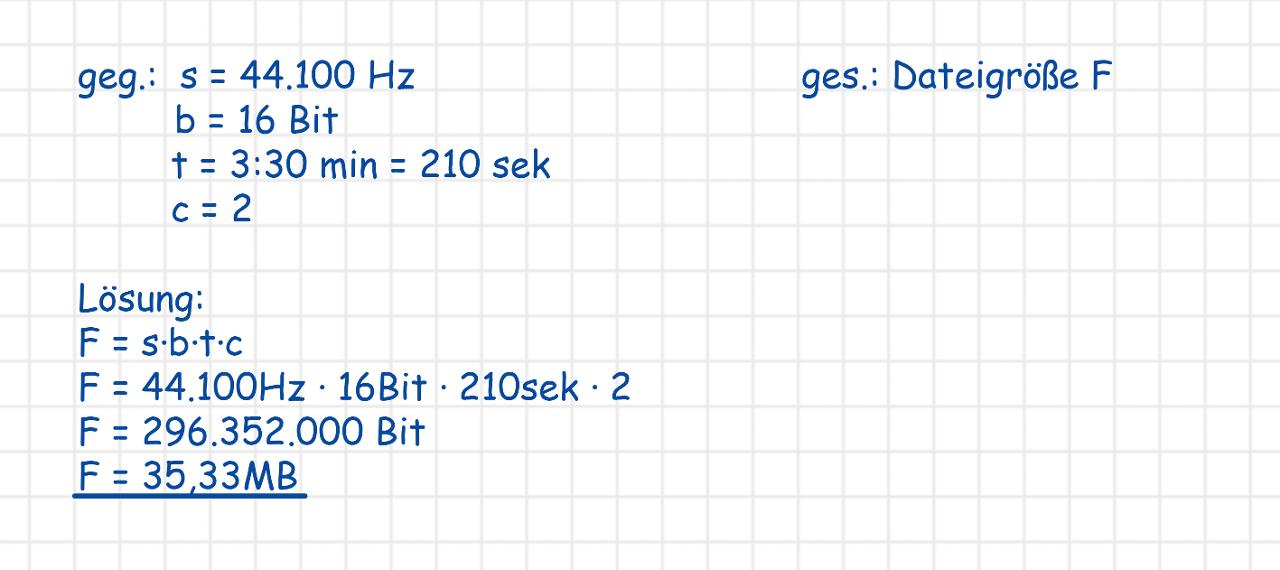 geg.: s = 44.100 Hz
ges.: Dateigröße F
b = 16 Bit
t = 3:30 min = 210 sek
c = 2
Lösung:
F = s·b·t·c
F = 44.100Hz · 16Bit · 210sek · 2
F = 296.352.000 Bit
F = 35,33MB